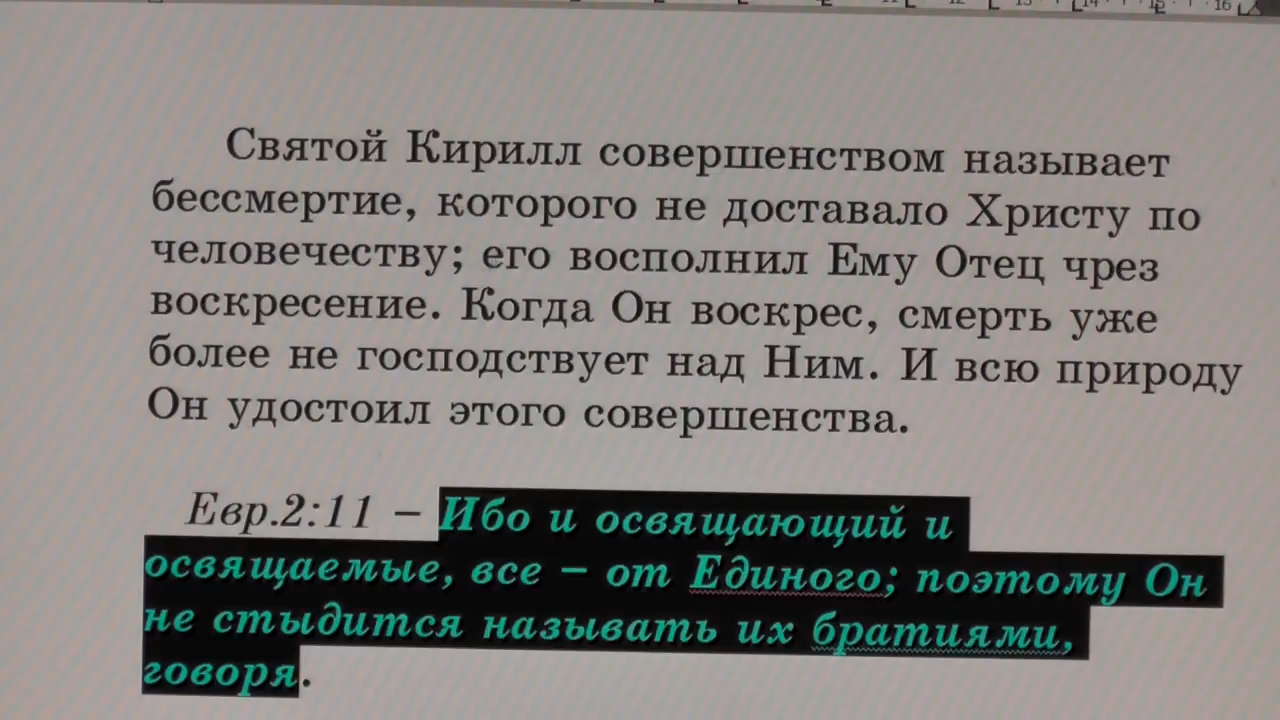 Святой Кирилл совершенством называет
бессмертие, которого не доставало Христу по
человечеству; его восполнил Ему Отец чрез
воскресение. Когда Он воскрес, смерть уже
более не господствует над Ним. И всю природу
Он удостоил этого совершенства.
Евр.2:11 – Ибо и освящающий и
освящаемые, все – от Единого; поэтому Он
не стыдится называть их братиями,
говоря.